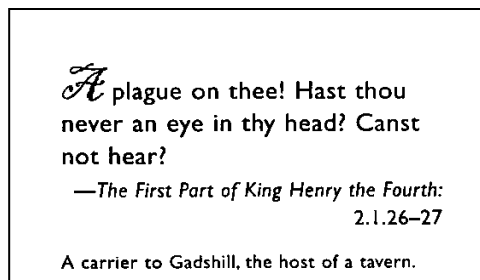 A plague on thee! Hast thou
never an eye in thy head? Canst
not hear?
—The First Part of King Henry the Fourth:
2.1.26–27
A carrier to Gadshill, the host of a tavern.